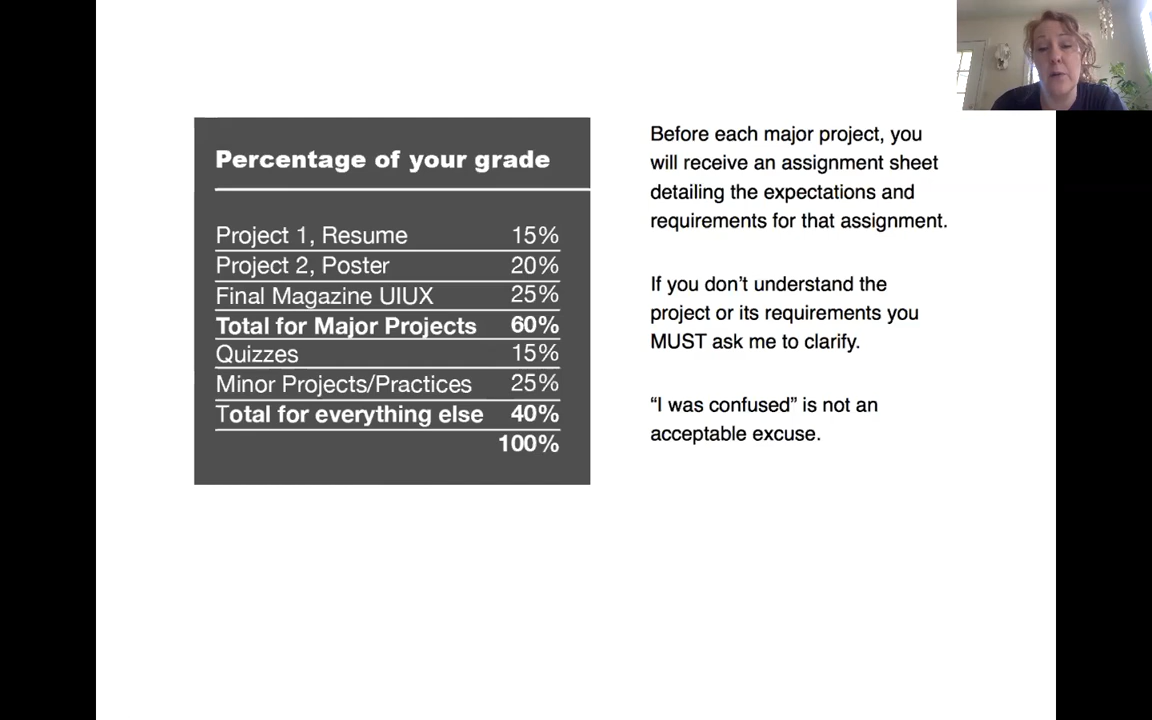 Percentage of your grade
Project 1, Resume 15%
Project 2, Poster 20%
Final Magazine UIUX 25%
Total for Major Projects 60%
Quizzes 15%
Minor Projects/Practices 25%
Total for everything else 40%
100%
Before each major project, you
will receive an assignment sheet
detailing the expectations and
requirements for that assignment.
If you don’t understand the
project or its requirements you
MUST ask me to clarify.
“I was confused” is not an
acceptable excuse.